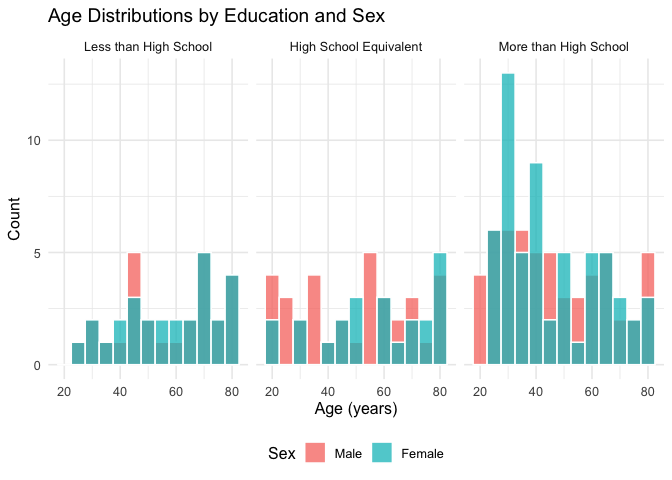 Age Distributions by Education and Sex
Less than High School
High School Equivalent
More than High School
10
5
0
Count
20 40 60 80
20 40 60 80
20 40 60 80
Age (years)
Sex Male Female